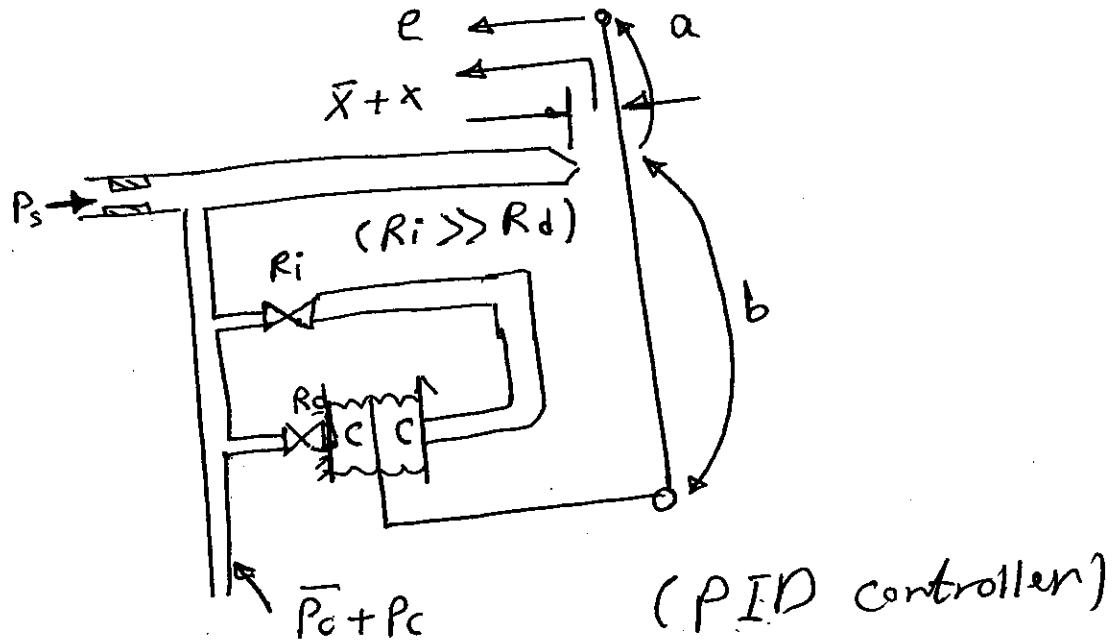 e
a
X̄ + x
Ps
(Ri >> Rd)
Ri
b
Rd
C
C
P̄c + Pc
(PID controller)